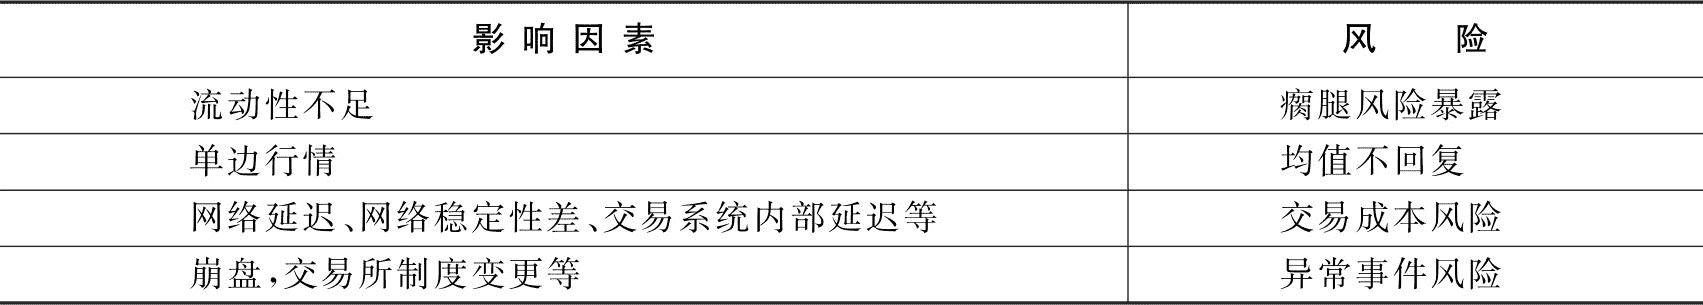 影响因素 风险
流动性不足 瘸腿风险暴露
单边行情 均值不回复
网络延迟、网络稳定性差、交易系统内部延迟等 交易成本风险
崩盘,交易所制度变更等 异常事件风险